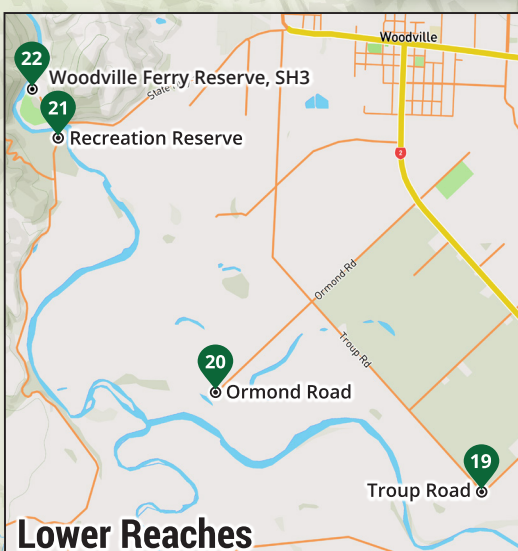 Woodville
22
Woodville Ferry Reserve, SH3
State
21
Recreation Reserve
2
Ormond Rd
Troup Rd
20
Ormond Road
19
Troup Road
Lower Reaches